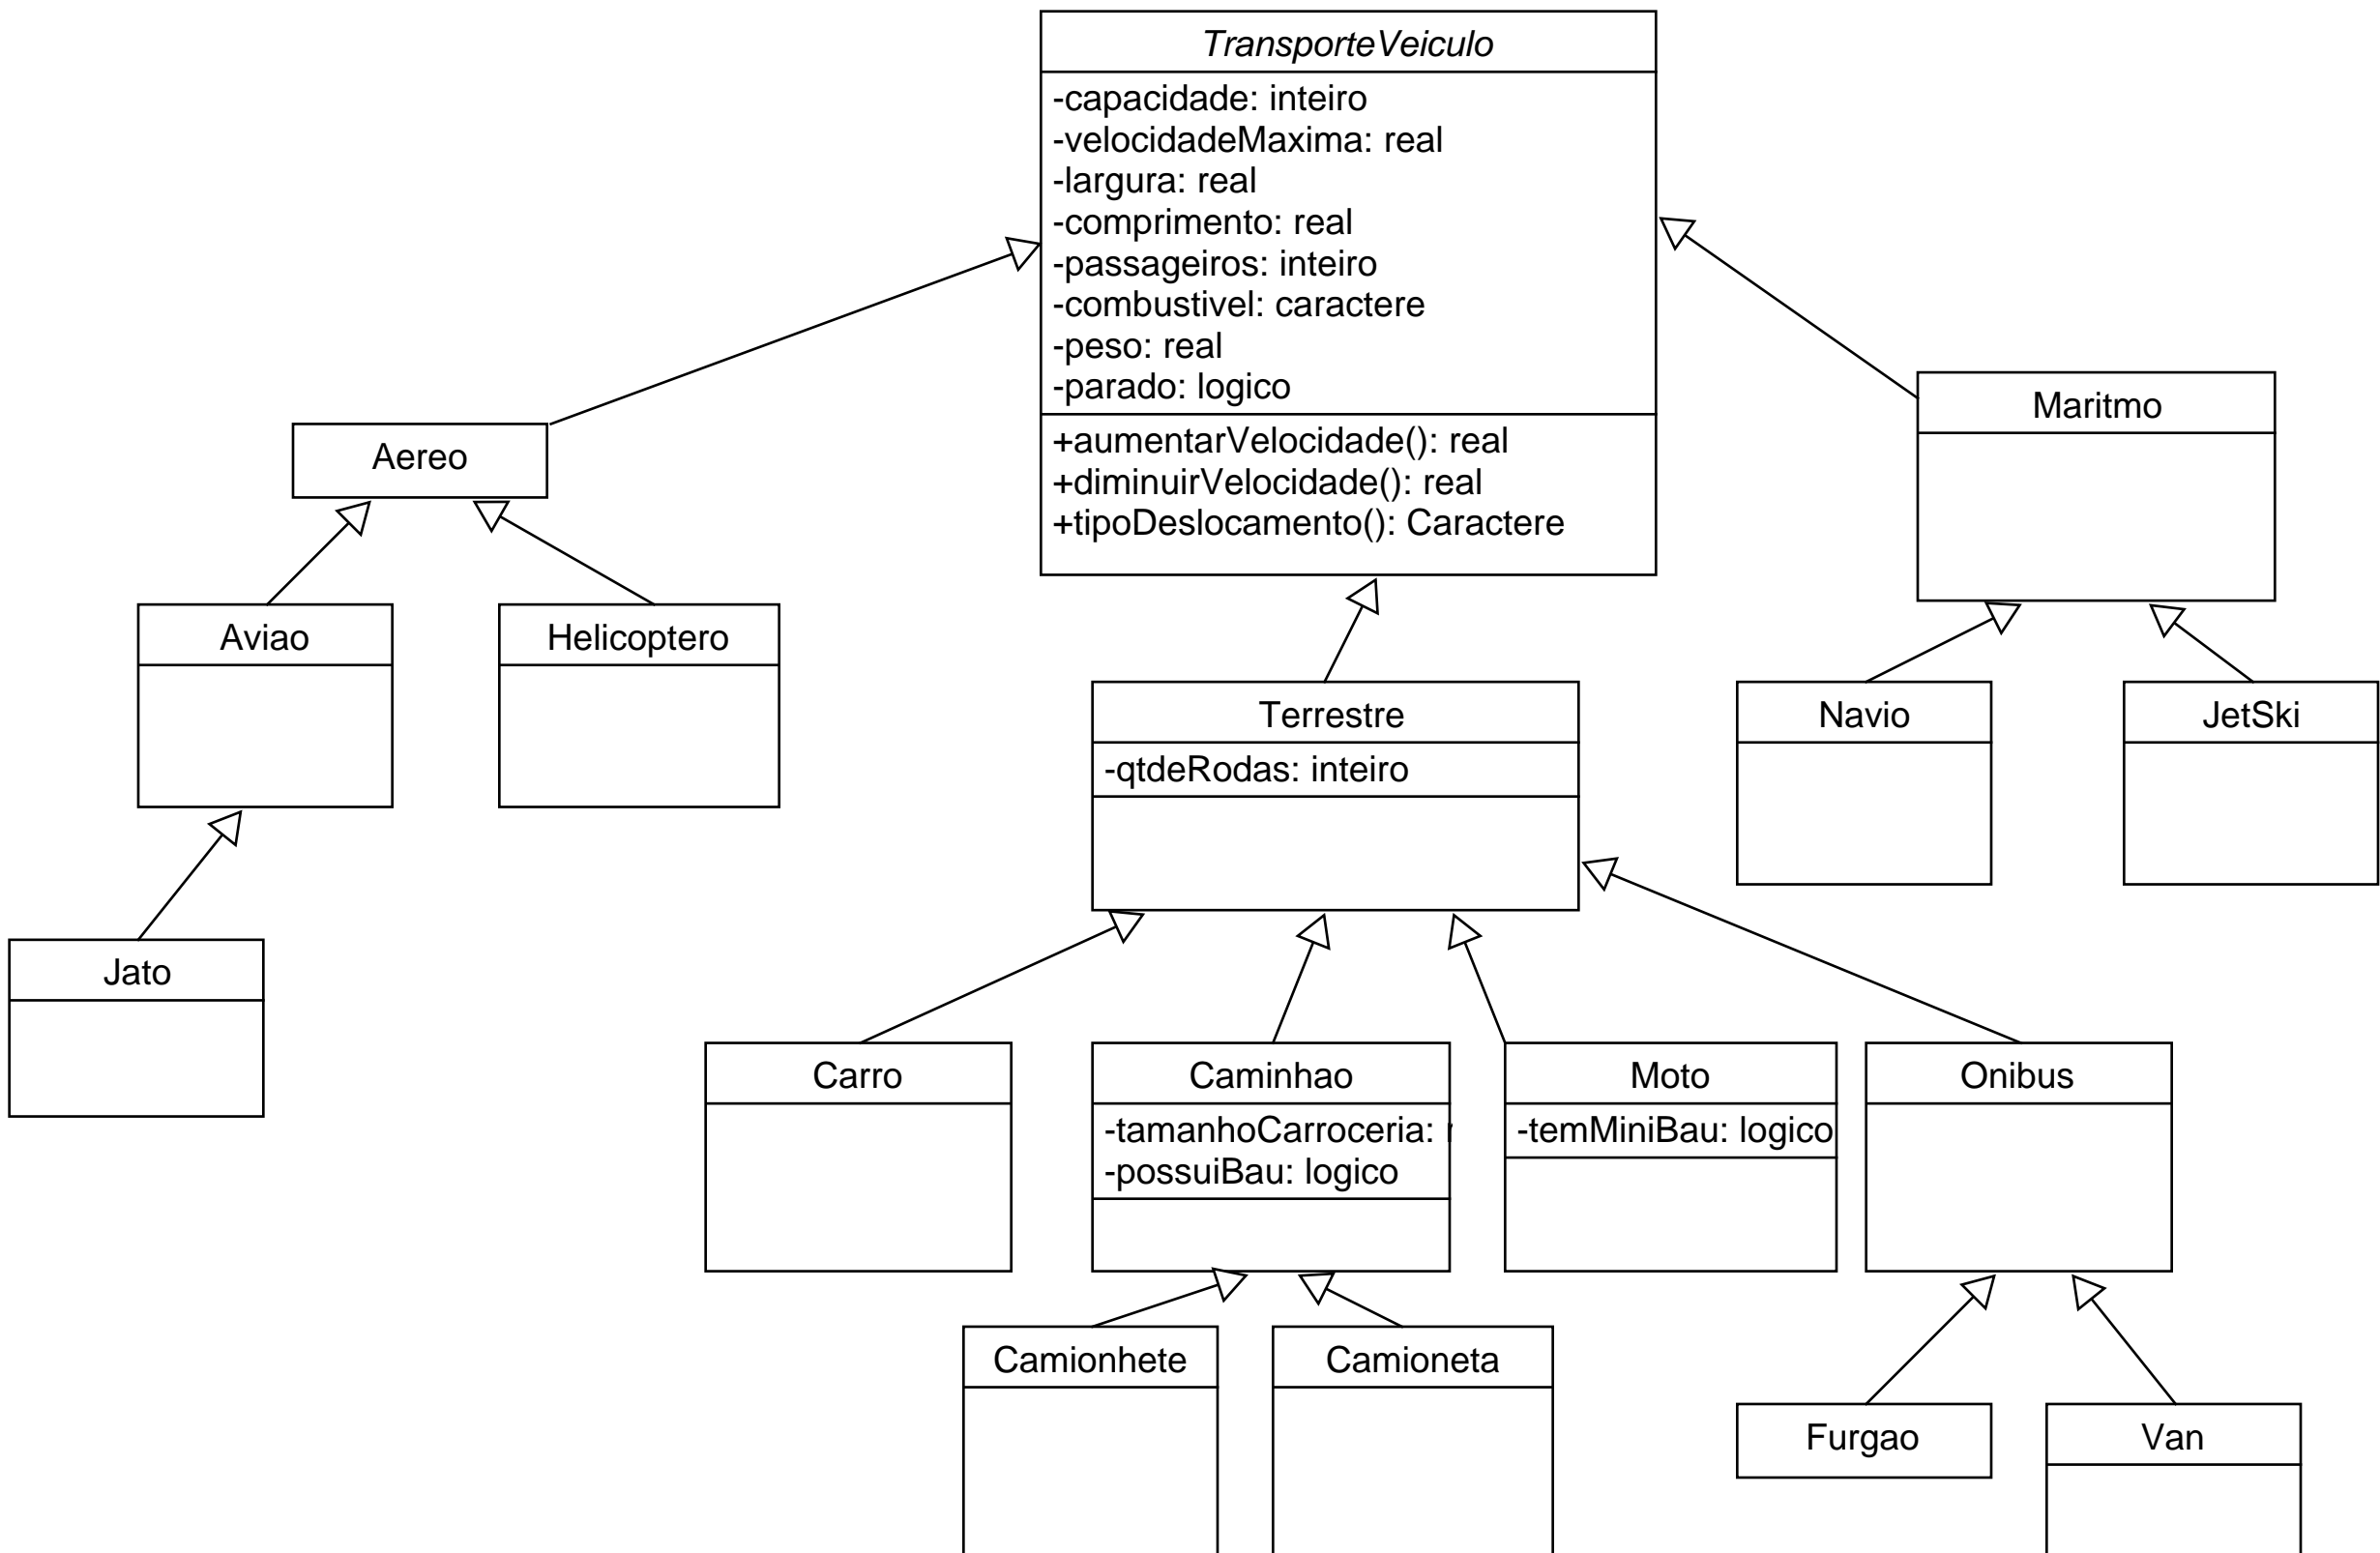 TransporteVeiculo
-capacidade: inteiro
-velocidadeMaxima: real
-largura: real
-comprimento: real
-passageiros: inteiro
-combustivel: caractere
-peso: real
-parado: logico
+aumentarVelocidade(): real
+diminuirVelocidade(): real
+tipoDeslocamento(): Caractere
Aereo
Maritmo
Aviao
Helicoptero
Terrestre
-qtdeRodas: inteiro
Navio
JetSki
Jato
Carro
Caminhao
-tamanhoCarroceria:
-possuiBau: logico
Moto
-temMiniBau: logico
Onibus
Camionhete
Camioneta
Furgao
Van